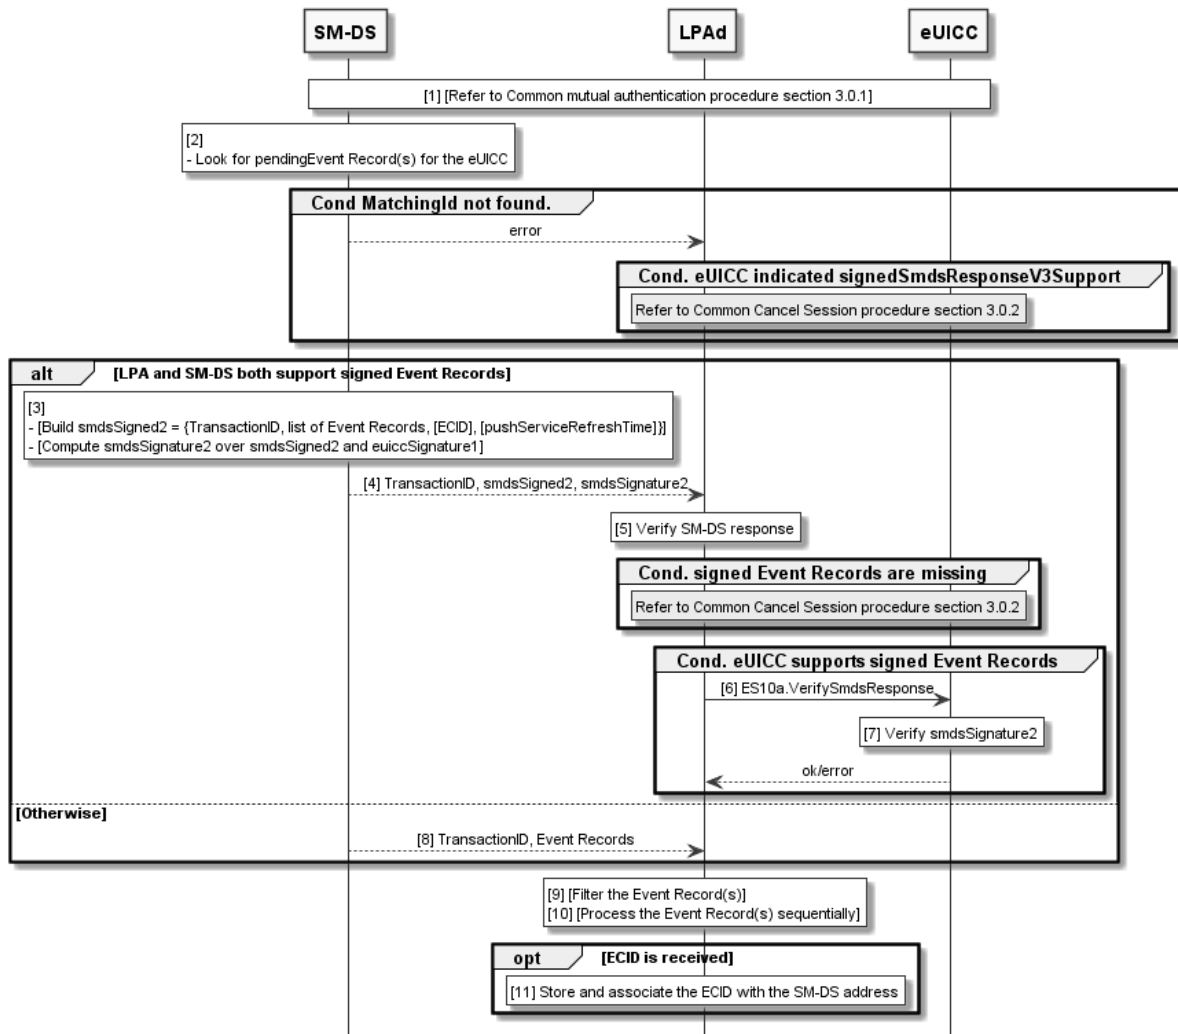 SM-DS LPAd eUICC
[1] [Refer to Common mutual authentication procedure section 3.0.1]
[2]
- Look for pendingEvent Record(s) for the eUICC
Cond MatchingId not found.
error
Cond. eUICC indicated signedSmdsResponseV3Support
Refer to Common Cancel Session procedure section 3.0.2
alt [LPA and SM-DS both support signed Event Records]
[3]
- [Build smdsSigned2 = {TransactionID, list of Event Records, [ECID], [pushServiceRefreshTime]}]
- [Compute smdsSignature2 over smdsSigned2 and euiccSignature1]
[4] TransactionID, smdsSigned2, smdsSignature2
[5] Verify SM-DS response
Cond. signed Event Records are missing
Refer to Common Cancel Session procedure section 3.0.2
Cond. eUICC supports signed Event Records
[6] ES10a.VerifySmdsResponse
[7] Verify smdsSignature2
ok/error
[Otherwise]
[8] TransactionID, Event Records
[9] [Filter the Event Record(s)]
[10] [Process the Event Record(s) sequentially]
opt [ECID is received]
[11] Store and associate the ECID with the SM-DS address